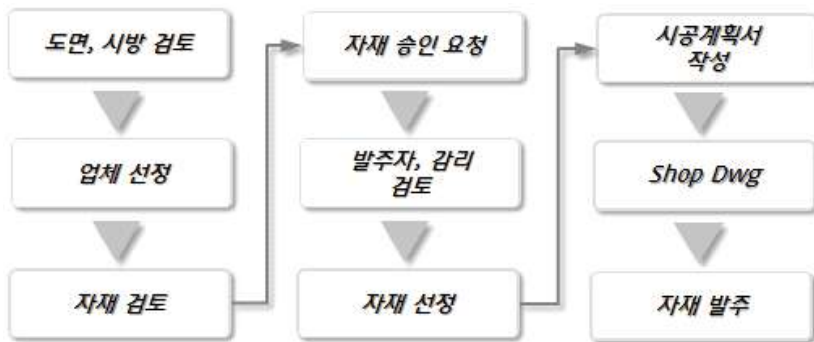 도면, 시방 검토
업체 선정
자재 검토
자재 승인 요청
발주자, 감리
검토
자재 선정
시공계획서
작성
Shop Dwg
자재 발주